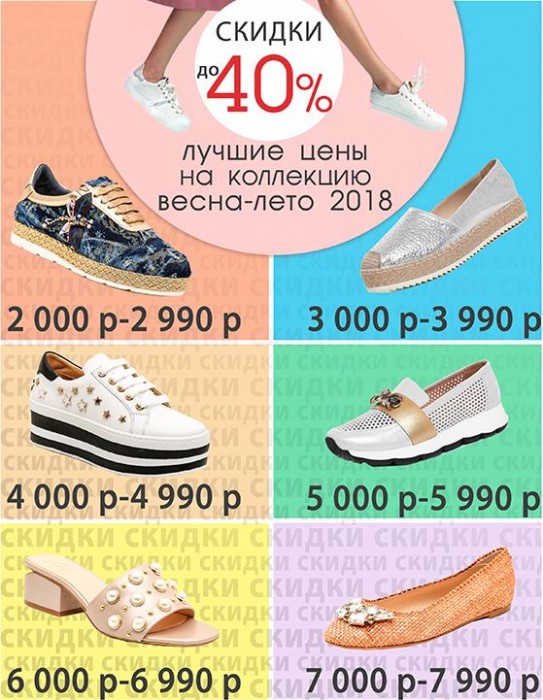 СКИДКИ
до 40%
лучшие цены
на коллекцию
весна-лето 2018
2 000 р-2 990 р
3 000 р-3 990 р
4 000 р-4 990 р
5 000 р-5 990 р
6 000 р-6 990 р
7 000 р-7 990 р